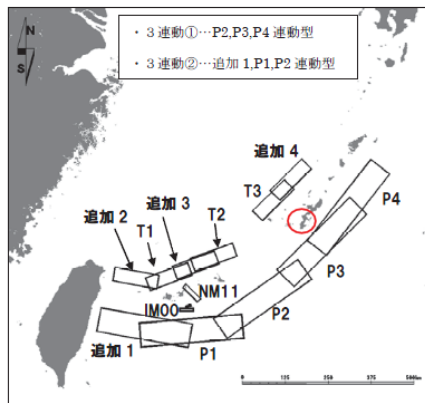 ・３連動①…P2,P3,P4 連動型
・３連動②…追加 1,P1,P2 連動型
N
S
追加 4
T3
P4
追加 3
T2
追加 2
T1
P3
NM11
IM00
P2
追加 1
P1
0 125 250 375 500km